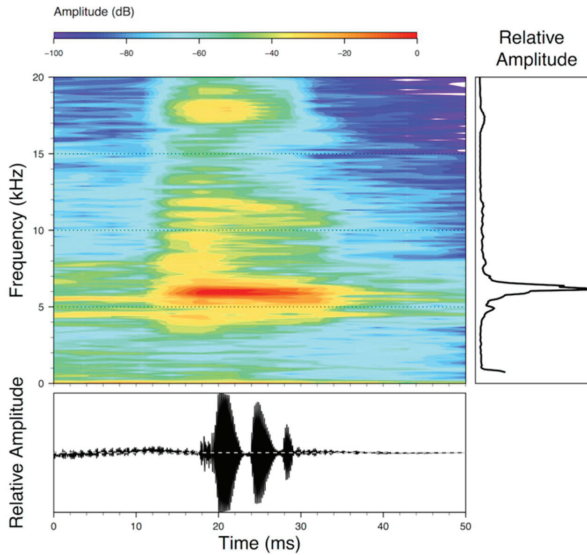 Amplitude (dB)
-100 -80 -60 -40 -20 0
Relative
Amplitude
20
15
10
5
0
Frequency (kHz)
Relative Amplitude
0 10 20 30 40 50
Time (ms)